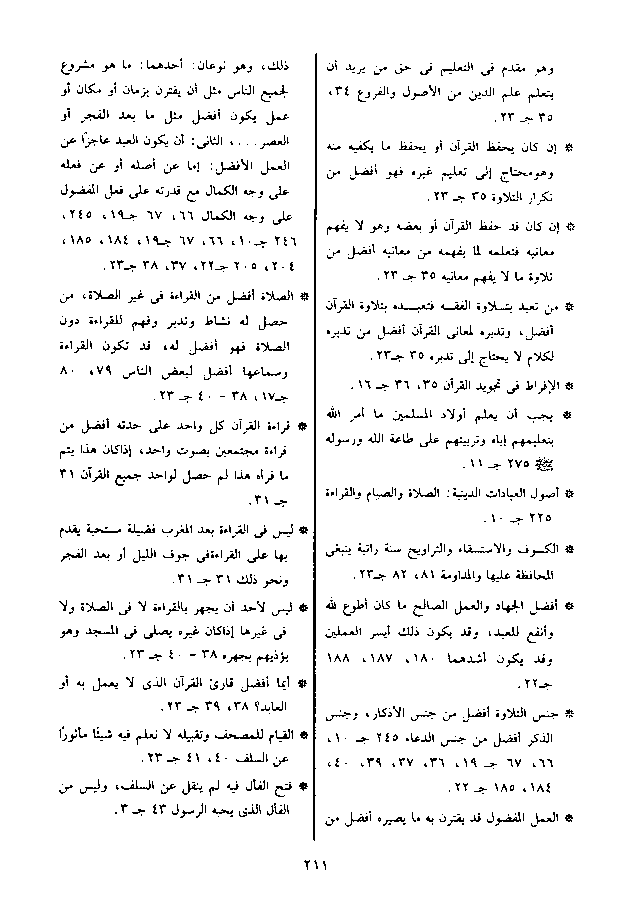 وهو مقدم فى التعليم فى حق من يريد أن
يتعلم علم الدين من الأصول والفروع ٣٤،
٣٥ جـ ٢٣.
* إن كان يحفظ القرآن أو يحفظ ما يكفيه منه
وهومحتاج إلى تعليم غيره فهو أفضل من
تكرار التلاوة ٣٥ جـ ٢٣.
* إن كان قد حفظ القرآن أو بعضه وهو لا يفهم
معانيه فتعلمه لما يفهمه من معانيه أفضل من
تلاوة ما لا يفهم معانيه ٣٥ جـ ٢٣.
* من تعبد بتـلاوة الفقـه فتعبـده بتلاوة القرآن
أفضل، وتدبره لمعانى القرآن أفضل من تدبره
لكلام لا يحتاج إلى تدبره ٣٥ جـ٢٣.
* الإفراط فى تجويد القرآن ٣٥، ٣٦ جـ ١٦.
* يجب أن يعلم أولاد المسلمين ما أمر الله
بتعليمهم إياه وتربيتهم على طاعة الله ورسوله
ﷺ ٢٧٥ جـ ١١.
* أصول العبادات الدينية: الصلاة والصيام والقراءة
٢٢٥ جـ ١٠.
* الكسوف والاستسقاء والتراويح سنة راتبة ينبغى
المحافظة عليها والمداومة ٨١، ٨٢ جـ٢٣.
* أفضل الجهاد والعمل الصالح ما كان أطوع لله
وأنفع للعبد، وقد يكون ذلك أيسر العملين
وقد يكون أشدهما ١٨٠، ١٨٧، ١٨٨
جـ٢٢.
* جنس التلاوة أفضل من جنس الأذكار، وجنس
الذكر أفضل من جنس الدعاء ٢٤٥ جـ ١٠،
٦٦، ٦٧ جـ ١٩، ٣٦، ٣٧، ٣٩، ٤٠،
١٨٤، ١٨٥ جـ ٢٢.
* العمل المفضول قد يقترن به ما يصيره أفضل من
ذلك، وهو نوعان: أحدهما: ما هو مشروع
لجميع الناس مثل أن يقترن بزمان أو مكان أو
عمل يكون أفضل مثل ما بعد الفجر أو
العصر...، الثانى: أن يكون العبد عاجزًا عن
العمل الأفضل: إما عن أصله أو عن فعله
على وجه الكمال مع قدرته على فعل المفضول
على وجه الكمال ٦٦، ٦٧ جـ١٩، ٢٤٥،
٢٤٦ جـ١٠، ٦٦، ٦٧ جـ١٩، ١٨٤، ١٨٥،
٢٠٤، ٢٠٥ جـ٢٢، ٣٧، ٣٨ جـ٢٣.
* الصلاة أفضل من القراءة فى غير الصلاة، من
حصل له نشاط وتدبر وفهم للقراءة دون
الصلاة فهو أفضل له، قد تكون القراءة
وسماعها أفضل لبعض الناس ٧٩، ٨٠
جـ١٧، ٣٨ - ٤٠ جـ ٢٣.
* قراءة القرآن كل واحد على حدته أفضل من
قراءة مجتمعين بصوت واحد، إذاكان هذا يتم
ما قرأه هذا لم حصل لواحد جميع القرآن ٣١
جـ ٣١.
* ليس فى القراءة بعد المغرب فضيلة مستحبة يقدم
بها على القراءةفى جوف الليل أو بعد الفجر
ونحو ذلك ٣١ جـ ٣١.
* ليس لأحد أن يجهر بالقراءة لا فى الصلاة ولا
فى غيرها إذاكان غيره يصلى فى المسجد وهو
يؤذيهم بجهره ٣٨ - ٤٠ جـ ٢٣.
* أيما أفضل قارئ القرآن الذى لا يعمل به أو
العابد؟ ٣٨، ٣٩ جـ ٢٣.
* القيام للمصحف وتقبيله لا نعلم فيه شيئًا مأثورًا
عن السلف ٤٠، ٤١ جـ ٢٣.
* فتح الفأل فيه لم ينقل عن السلف، وليس من
الفأل الذى يحبه الرسول ٤٣ جـ ٣.
٢١١